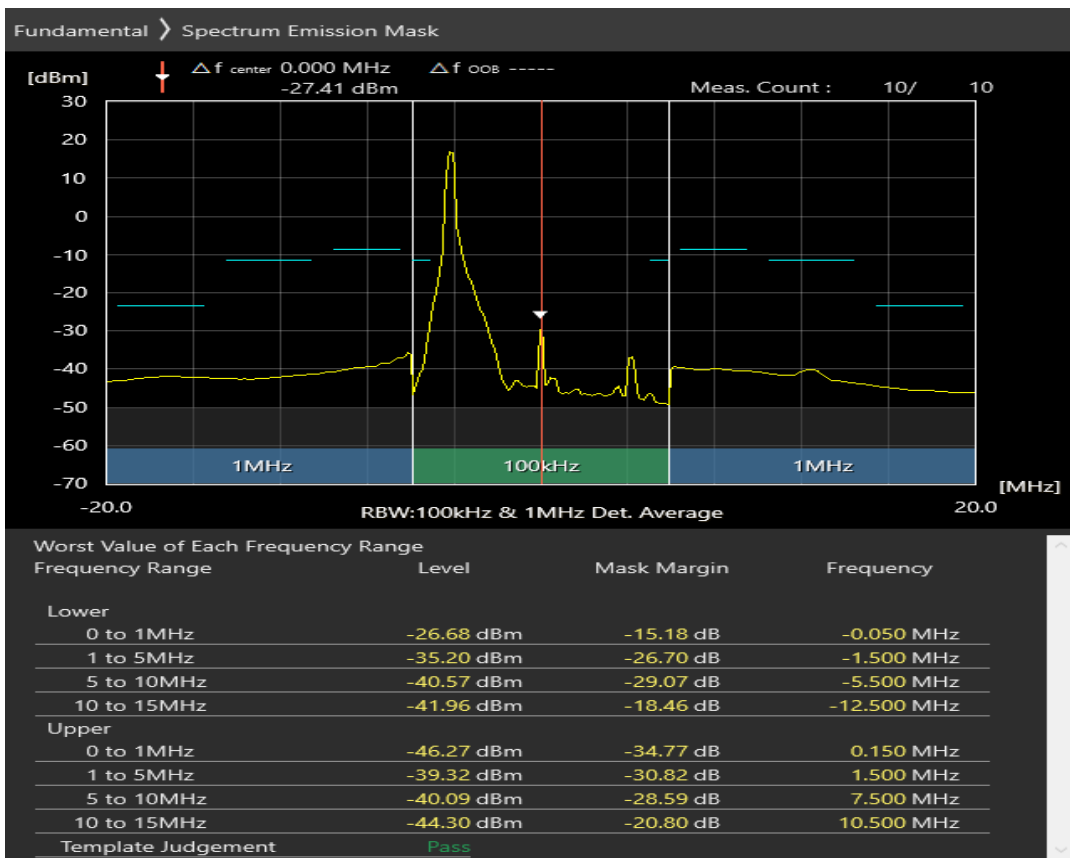 Fundamental ❯ Spectrum Emission Mask
[dBm] △f center 0.000 MHz △f OOB -----
-27.41 dBm Meas. Count : 10/ 10
30
20
10
0
-10
-20
-30
-40
-50
-60
1MHz 100kHz 1MHz
-70
[MHz]
-20.0 RBW:100kHz & 1MHz Det. Average 20.0
Worst Value of Each Frequency Range
Frequency Range Level Mask Margin Frequency
Lower
0 to 1MHz -26.68 dBm -15.18 dB -0.050 MHz
1 to 5MHz -35.20 dBm -26.70 dB -1.500 MHz
5 to 10MHz -40.57 dBm -29.07 dB -5.500 MHz
10 to 15MHz -41.96 dBm -18.46 dB -12.500 MHz
Upper
0 to 1MHz -46.27 dBm -34.77 dB 0.150 MHz
1 to 5MHz -39.32 dBm -30.82 dB 1.500 MHz
5 to 10MHz -40.09 dBm -28.59 dB 7.500 MHz
10 to 15MHz -44.30 dBm -20.80 dB 10.500 MHz
Template Judgement Pass